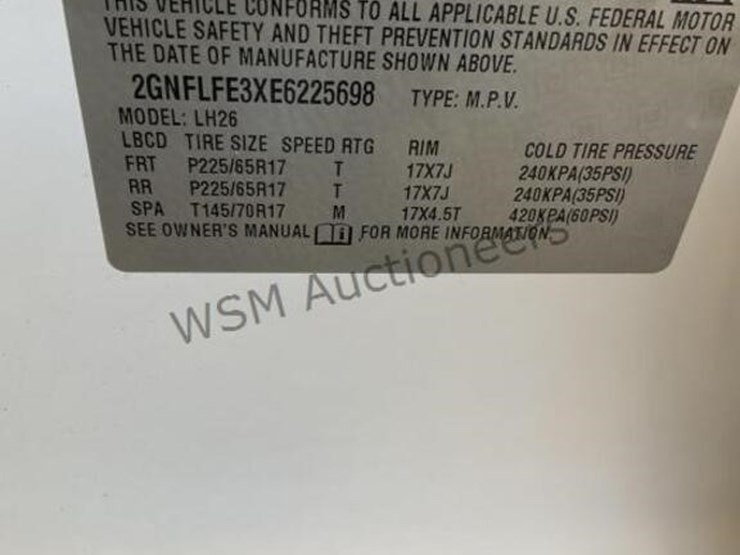 THIS VEHICLE CONFORMS TO ALL APPLICABLE U.S. FEDERAL MOTOR
VEHICLE SAFETY AND THEFT PREVENTION STANDARDS IN EFFECT ON
THE DATE OF MANUFACTURE SHOWN ABOVE.
2GNFLFE3XE6225698 TYPE: M.P.V.
MODEL: LH26
LBCD TIRE SIZE SPEED RTG RIM COLD TIRE PRESSURE
FRT P225/65R17 T 17X7J 240KPA(35PSI)
RR P225/65R17 T 17X7J 240KPA(35PSI)
SPA T145/70R17 M 17X4.5T 420KPA(60PSI)
SEE OWNER'S MANUAL i FOR MORE INFORMATION.
WSM Auctioneers